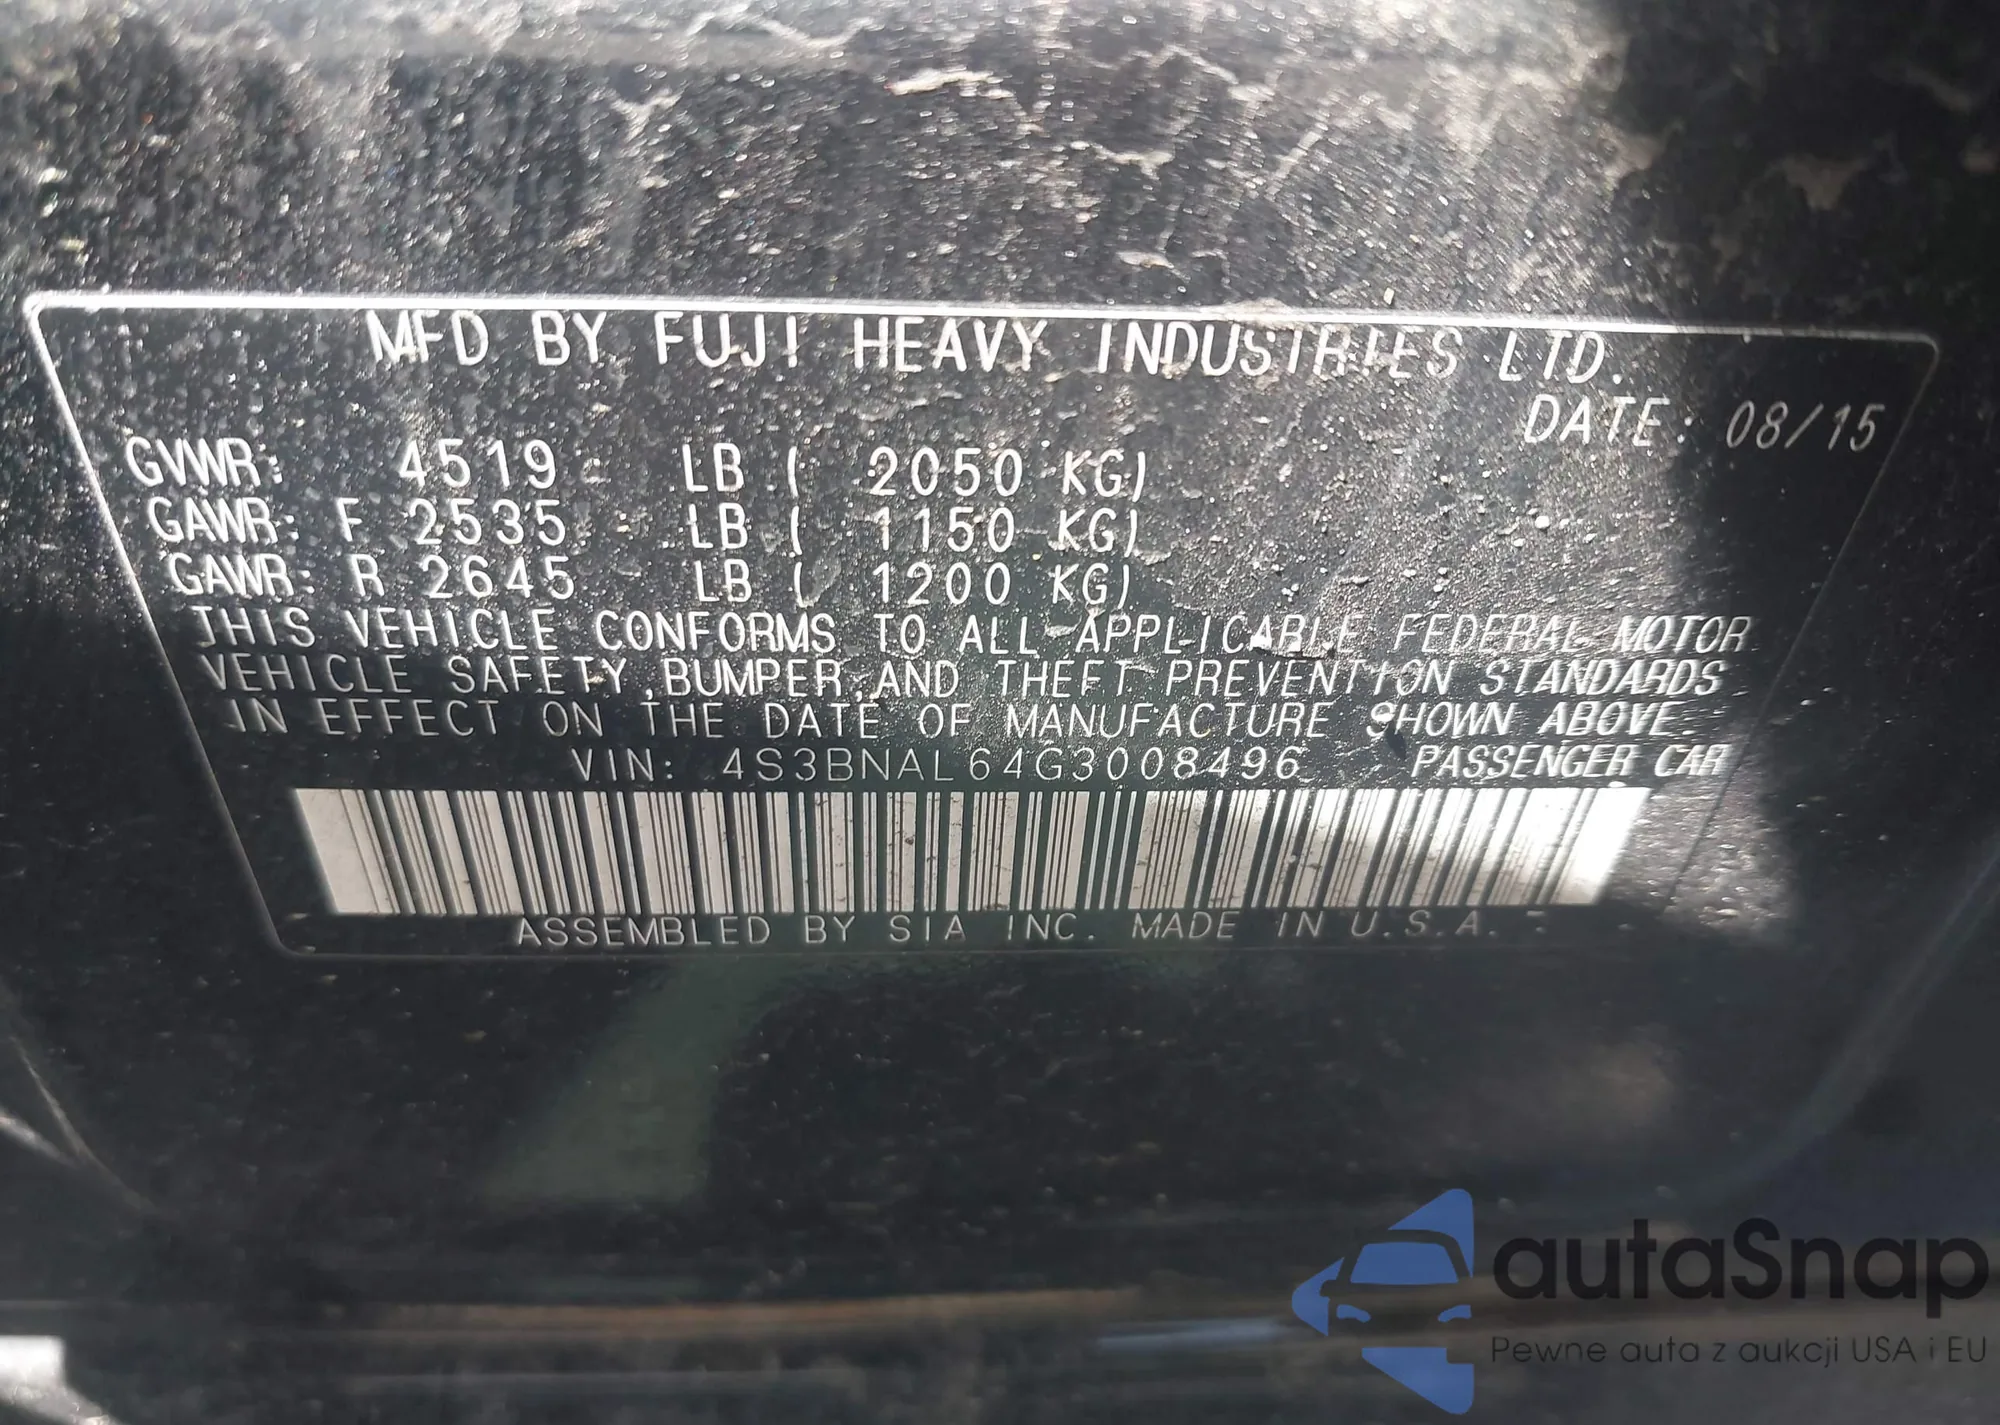 MFD BY FUJI HEAVY INDUSTRIES LTD.
DATE: 08/15
GVWR: 4519 LB ( 2050 KG)
GAWR: F 2535 LB ( 1150 KG)
GAWR: R 2645 LB ( 1200 KG)
THIS VEHICLE CONFORMS TO ALL APPLICABLE FEDERAL MOTOR
VEHICLE SAFETY,BUMPER,AND THEFT PREVENTION STANDARDS
IN EFFECT ON THE DATE OF MANUFACTURE SHOWN ABOVE.
VIN: 4S3BNAL64G3008496 PASSENGER CAR
ASSEMBLED BY SIA INC. MADE IN U.S.A.
autaSnap
Pewne auta z aukcji USA i EU